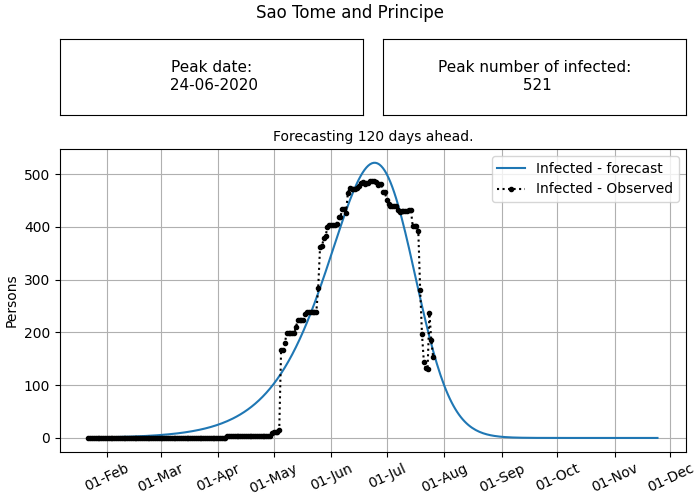 Sao Tome and Principe
Peak date:
24-06-2020
Peak number of infected:
521
Forecasting 120 days ahead.
Infected - forecast
Infected - Observed
Persons
500
400
300
200
100
0
01-Feb
01-Mar
01-Apr
01-May
01-Jun
01-Jul
01-Aug
01-Sep
01-Oct
01-Nov
01-Dec